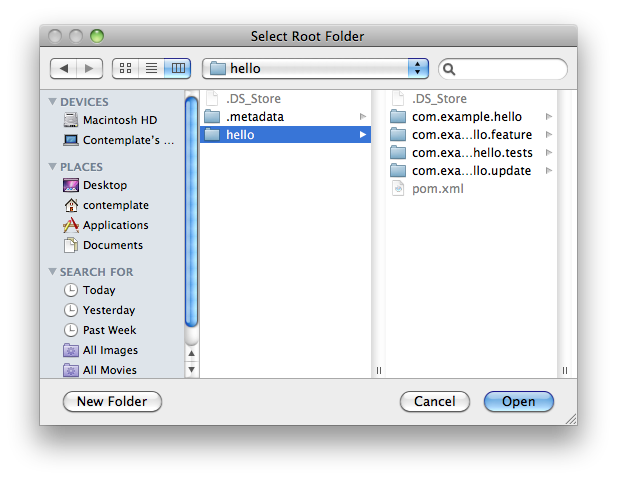 Select Root Folder
hello
DEVICES
Macintosh HD
Contemplate's ...
PLACES
Desktop
contemplate
Applications
Documents
SEARCH FOR
Today
Yesterday
Past Week
All Images
All Movies
.DS_Store
.metadata
hello
.DS_Store
com.example.hello
com.exa...llo.feature
com.exa...hello.tests
com.exa...llo.update
pom.xml
New Folder
Cancel
Open